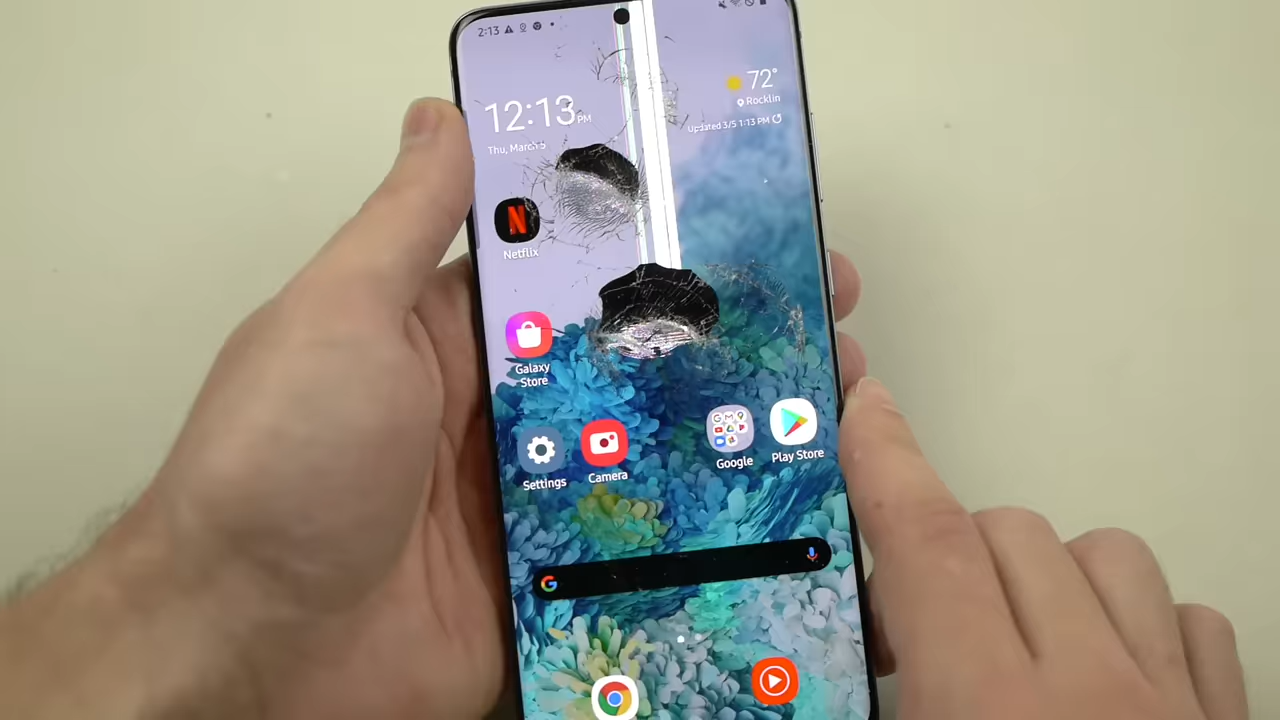 2:13
72°
Rocklin
Updated 3/5 1:13 PM
12:13 PM
Thu, March 5
N
Netflix
Galaxy
Store
Settings
Camera
Google
Play Store
G